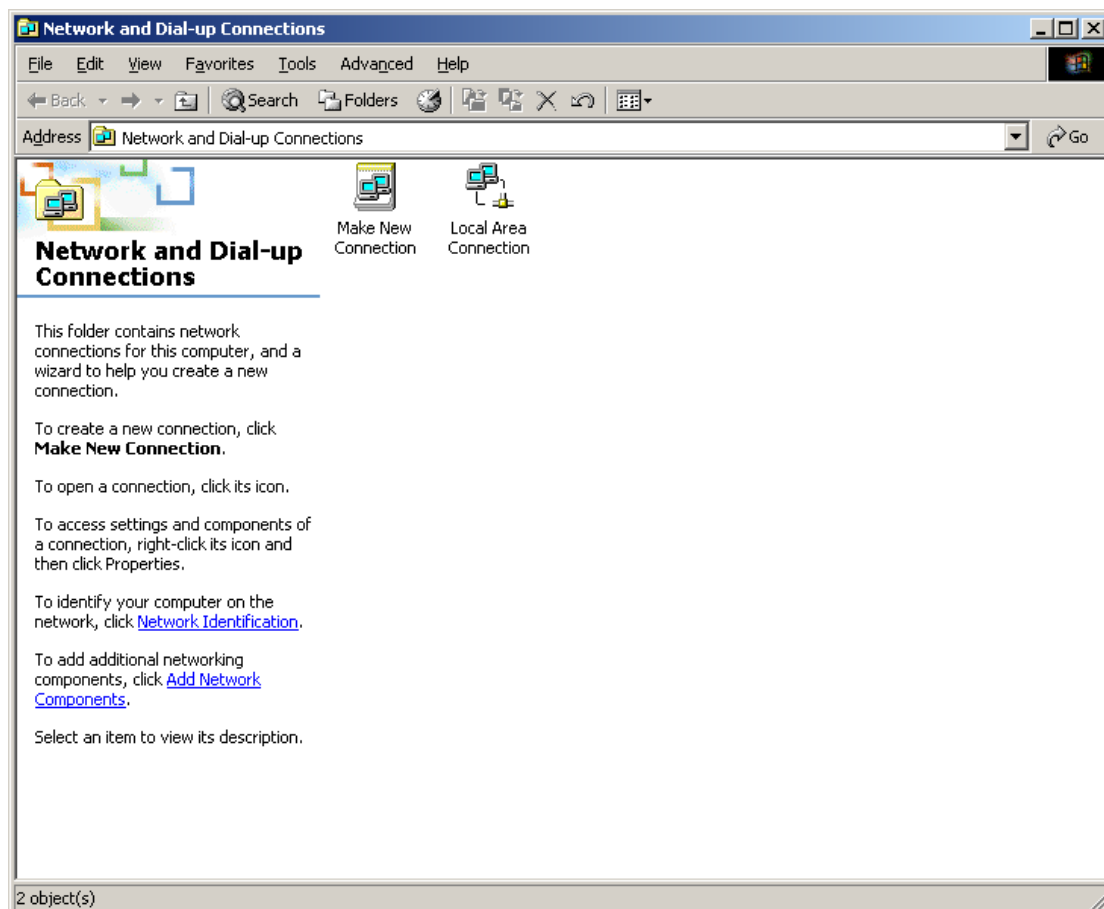 Network and Dial-up Connections
File Edit View Favorites Tools Advanced Help
Back Search Folders
Address Network and Dial-up Connections Go
Make New
Connection
Local Area
Connection
Network and Dial-up
Connections
This folder contains network
connections for this computer, and a
wizard to help you create a new
connection.
To create a new connection, click
Make New Connection.
To open a connection, click its icon.
To access settings and components of
a connection, right-click its icon and
then click Properties.
To identify your computer on the
network, click Network Identification.
To add additional networking
components, click Add Network
Components.
Select an item to view its description.
2 object(s)